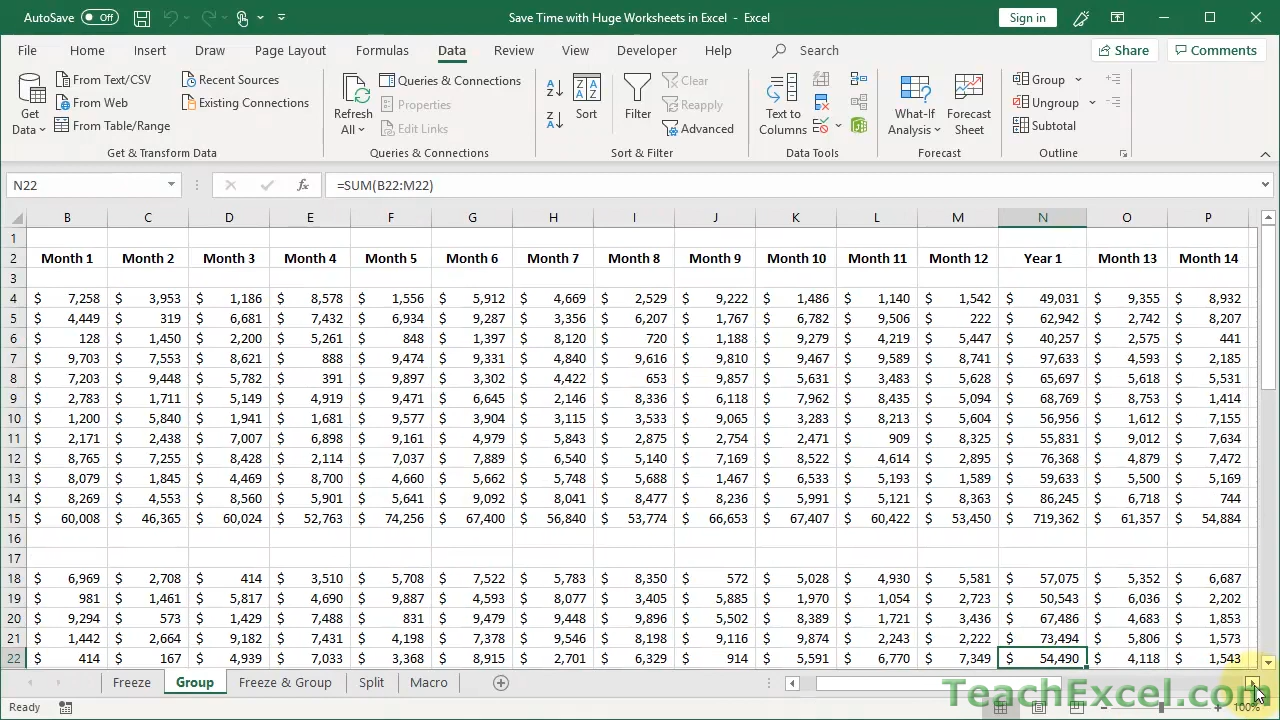 AutoSave Off Save Time with Huge Worksheets in Excel - Excel Sign in
File Home Insert Draw Page Layout Formulas Data Review View Developer Help Search Share Comments
Get Data
From Text/CSV
From Web
From Table/Range
Recent Sources
Existing Connections
Get & Transform Data
Refresh All
Queries & Connections
Properties
Edit Links
Queries & Connections
Sort
Filter
Clear
Reapply
Advanced
Sort & Filter
Text to Columns
Data Tools
What-If Analysis
Forecast Sheet
Forecast
Group
Ungroup
Subtotal
Outline
N22 fx =SUM(B22:M22)
B C D E F G H I J K L M N O P
1
2 Month 1 Month 2 Month 3 Month 4 Month 5 Month 6 Month 7 Month 8 Month 9 Month 10 Month 11 Month 12 Year 1 Month 13 Month 14
3
4 $ 7,258 $ 3,953 $ 1,186 $ 8,578 $ 1,556 $ 5,912 $ 4,669 $ 2,529 $ 9,222 $ 1,486 $ 1,140 $ 1,542 $ 49,031 $ 9,355 $ 8,932
5 $ 4,449 $ 319 $ 6,681 $ 7,432 $ 6,934 $ 9,287 $ 3,356 $ 6,207 $ 1,767 $ 6,782 $ 9,506 $ 222 $ 62,942 $ 2,742 $ 8,207
6 $ 128 $ 1,450 $ 2,200 $ 5,261 $ 848 $ 1,397 $ 8,120 $ 720 $ 1,188 $ 9,279 $ 4,219 $ 5,447 $ 40,257 $ 2,575 $ 441
7 $ 9,703 $ 7,553 $ 8,621 $ 888 $ 9,474 $ 9,331 $ 4,840 $ 9,616 $ 9,810 $ 9,467 $ 9,589 $ 8,741 $ 97,633 $ 4,593 $ 2,185
8 $ 7,203 $ 9,448 $ 5,782 $ 391 $ 9,897 $ 3,302 $ 4,422 $ 653 $ 9,857 $ 5,631 $ 3,483 $ 5,628 $ 65,697 $ 5,618 $ 5,531
9 $ 2,783 $ 1,711 $ 5,149 $ 4,919 $ 9,471 $ 6,645 $ 2,146 $ 8,336 $ 6,118 $ 7,962 $ 8,435 $ 5,094 $ 68,769 $ 8,753 $ 1,414
10 $ 1,200 $ 5,840 $ 1,941 $ 1,681 $ 9,577 $ 3,904 $ 3,115 $ 3,533 $ 9,065 $ 3,283 $ 8,213 $ 5,604 $ 56,956 $ 1,612 $ 7,155
11 $ 2,171 $ 2,438 $ 7,007 $ 6,898 $ 9,161 $ 4,979 $ 5,843 $ 2,875 $ 2,754 $ 2,471 $ 909 $ 8,325 $ 55,831 $ 9,012 $ 7,634
12 $ 8,765 $ 7,255 $ 8,428 $ 2,114 $ 7,037 $ 7,889 $ 6,540 $ 5,140 $ 7,169 $ 8,522 $ 4,614 $ 2,895 $ 76,368 $ 4,879 $ 7,472
13 $ 8,079 $ 1,845 $ 4,469 $ 8,700 $ 4,660 $ 5,662 $ 5,748 $ 5,688 $ 1,467 $ 6,533 $ 5,193 $ 1,589 $ 59,633 $ 5,500 $ 5,169
14 $ 8,269 $ 4,553 $ 8,560 $ 5,901 $ 5,641 $ 9,092 $ 8,041 $ 8,477 $ 8,236 $ 5,991 $ 5,121 $ 8,363 $ 86,245 $ 6,718 $ 744
15 $ 60,008 $ 46,365 $ 60,024 $ 52,763 $ 74,256 $ 67,400 $ 56,840 $ 53,774 $ 66,653 $ 67,407 $ 60,422 $ 53,450 $ 719,362 $ 61,357 $ 54,884
16
17
18 $ 6,969 $ 2,708 $ 414 $ 3,510 $ 5,708 $ 7,522 $ 5,783 $ 8,350 $ 572 $ 5,028 $ 4,930 $ 5,581 $ 57,075 $ 5,352 $ 6,687
19 $ 981 $ 1,461 $ 5,817 $ 4,690 $ 9,887 $ 4,593 $ 8,077 $ 3,405 $ 5,885 $ 1,970 $ 1,054 $ 2,723 $ 50,543 $ 6,036 $ 2,202
20 $ 9,294 $ 573 $ 1,429 $ 7,488 $ 831 $ 9,479 $ 9,448 $ 9,896 $ 5,502 $ 8,389 $ 1,721 $ 3,436 $ 67,486 $ 4,683 $ 1,853
21 $ 1,442 $ 2,664 $ 9,182 $ 7,431 $ 4,198 $ 7,378 $ 9,546 $ 8,198 $ 9,116 $ 9,874 $ 2,243 $ 2,222 $ 73,494 $ 5,806 $ 1,573
22 $ 414 $ 167 $ 4,939 $ 7,033 $ 3,368 $ 8,915 $ 2,701 $ 6,329 $ 914 $ 5,591 $ 6,770 $ 7,349 $ 54,490 $ 4,118 $ 1,543
Freeze Group Freeze & Group Split Macro
TeachExcel.com
Ready 100%